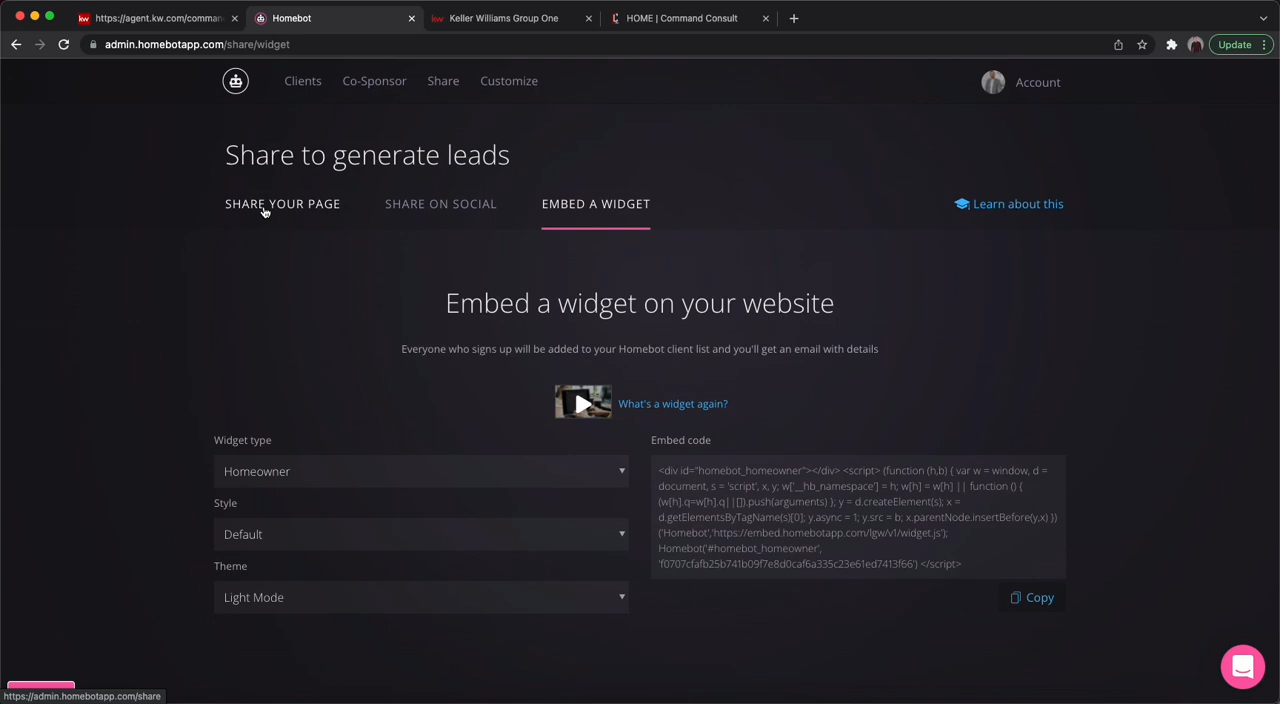 https://agent.kw.com/comman
Homebot
Keller Williams Group One
HOME | Command Consult
admin.homebotapp.com/share/widget
Update
Clients
Co-Sponsor
Share
Customize
Account
Share to generate leads
SHARE YOUR PAGE
SHARE ON SOCIAL
EMBED A WIDGET
Learn about this
Embed a widget on your website
Everyone who signs up will be added to your Homebot client list and you'll get an email with details
What's a widget again?
Widget type
Homeowner
Style
Default
Theme
Light Mode
Embed code
<div id="homebot_homeowner"></div> <script> (function (h,b) { var w = window, d =
document, s = 'script', x, y; w['__hb_namespace'] = h; w[h] = w[h] || function () {
(w[h].q=w[h].q||[]).push(arguments) }; y = d.createElement(s); x =
d.getElementsByTagName(s)[0]; y.async = 1; y.src = b; x.parentNode.insertBefore(y,x) })
('Homebot','https://embed.homebotapp.com/lgw/v1/widget.js');
Homebot('#homebot_homeowner',
'f0707cfafb25b741b09f7e8d0caf6a335c23e61ed7413f66') </script>
Copy
https://admin.homebotapp.com/share